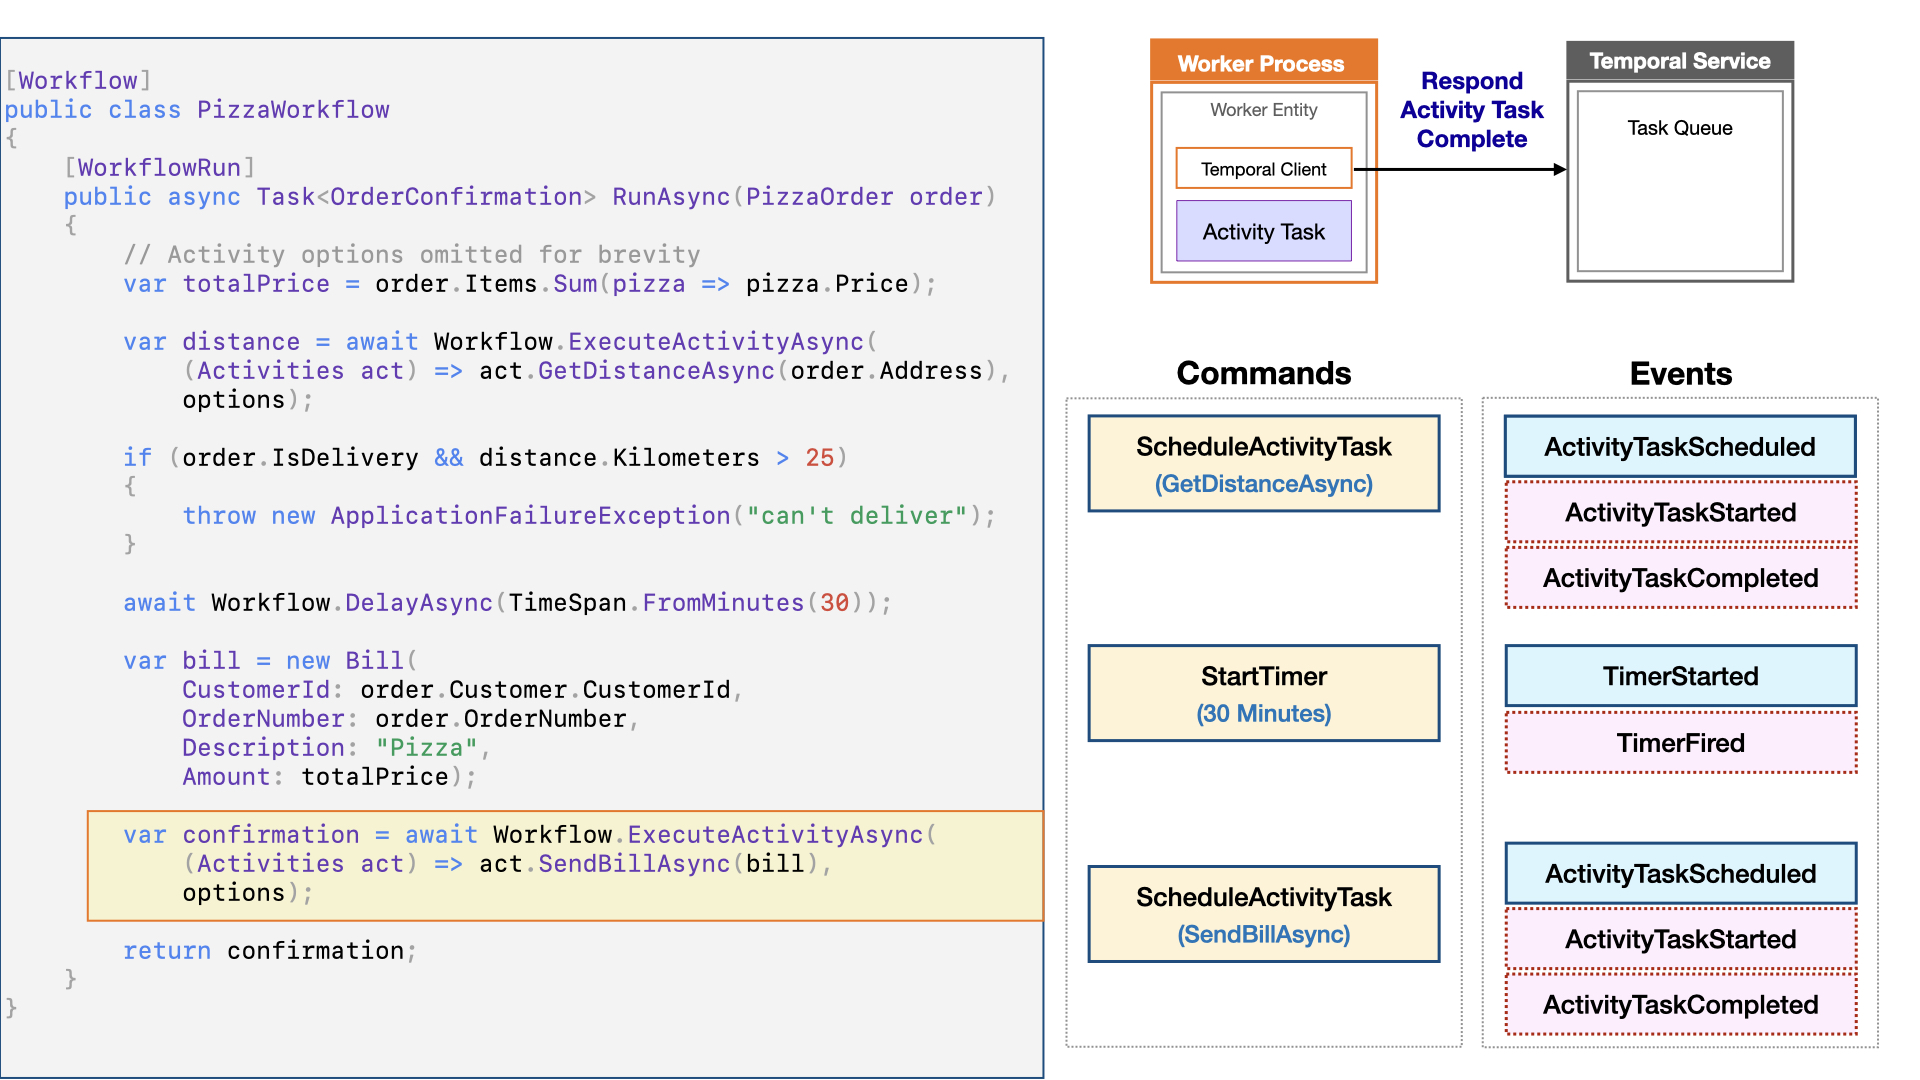 [Workflow]
public class PizzaWorkflow
{
    [WorkflowRun]
    public async Task<OrderConfirmation> RunAsync(PizzaOrder order)
    {
        // Activity options omitted for brevity
        var totalPrice = order.Items.Sum(pizza => pizza.Price);

        var distance = await Workflow.ExecuteActivityAsync(
            (Activities act) => act.GetDistanceAsync(order.Address),
            options);

        if (order.IsDelivery && distance.Kilometers > 25)
        {
            throw new ApplicationFailureException("can't deliver");
        }

        await Workflow.DelayAsync(TimeSpan.FromMinutes(30));

        var bill = new Bill(
            CustomerId: order.Customer.CustomerId,
            OrderNumber: order.OrderNumber,
            Description: "Pizza",
            Amount: totalPrice);

        var confirmation = await Workflow.ExecuteActivityAsync(
            (Activities act) => act.SendBillAsync(bill),
            options);

        return confirmation;
    }
}
Worker Process
Worker Entity
Temporal Client
Activity Task
Respond
Activity Task
Complete
Temporal Service
Task Queue
Commands
ScheduleActivityTask
(GetDistanceAsync)
StartTimer
(30 Minutes)
ScheduleActivityTask
(SendBillAsync)
Events
ActivityTaskScheduled
ActivityTaskStarted
ActivityTaskCompleted
TimerStarted
TimerFired
ActivityTaskScheduled
ActivityTaskStarted
ActivityTaskCompleted